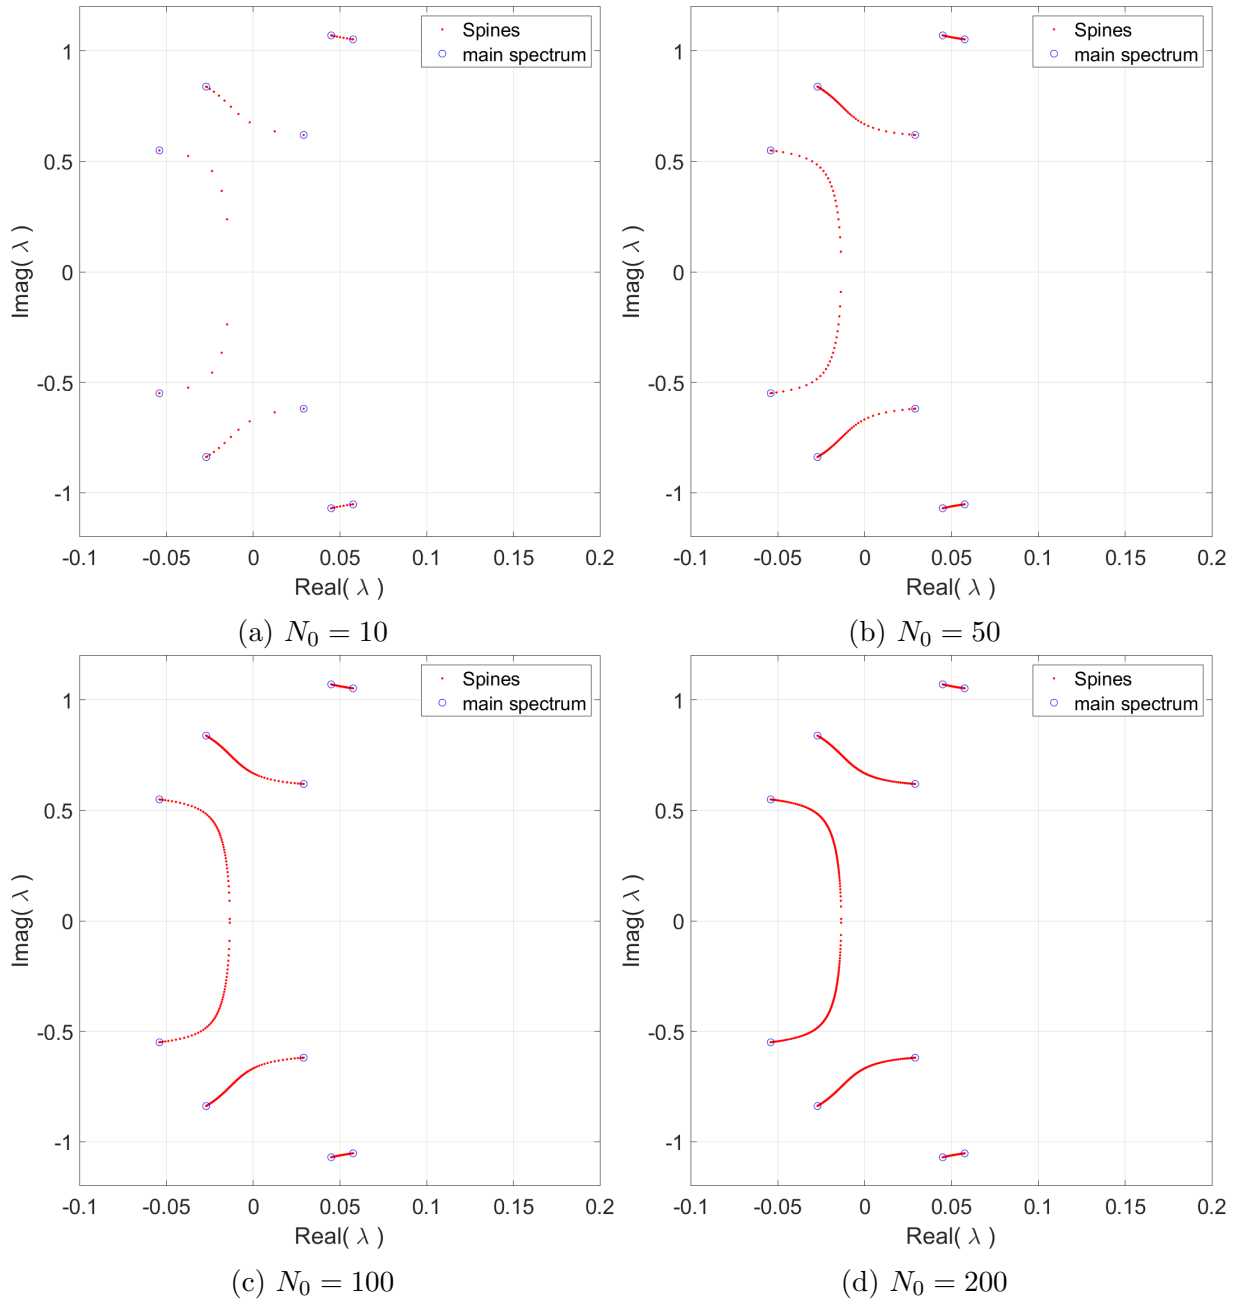 Spines
main spectrum
1
0.5
0
-0.5
-1
Imag( λ )
-0.1 -0.05 0 0.05 0.1 0.15 0.2
Real( λ )
(a) N₀ = 10
Spines
main spectrum
1
0.5
0
-0.5
-1
Imag( λ )
-0.1 -0.05 0 0.05 0.1 0.15 0.2
Real( λ )
(b) N₀ = 50
Spines
main spectrum
1
0.5
0
-0.5
-1
Imag( λ )
-0.1 -0.05 0 0.05 0.1 0.15 0.2
Real( λ )
(c) N₀ = 100
Spines
main spectrum
1
0.5
0
-0.5
-1
Imag( λ )
-0.1 -0.05 0 0.05 0.1 0.15 0.2
Real( λ )
(d) N₀ = 200